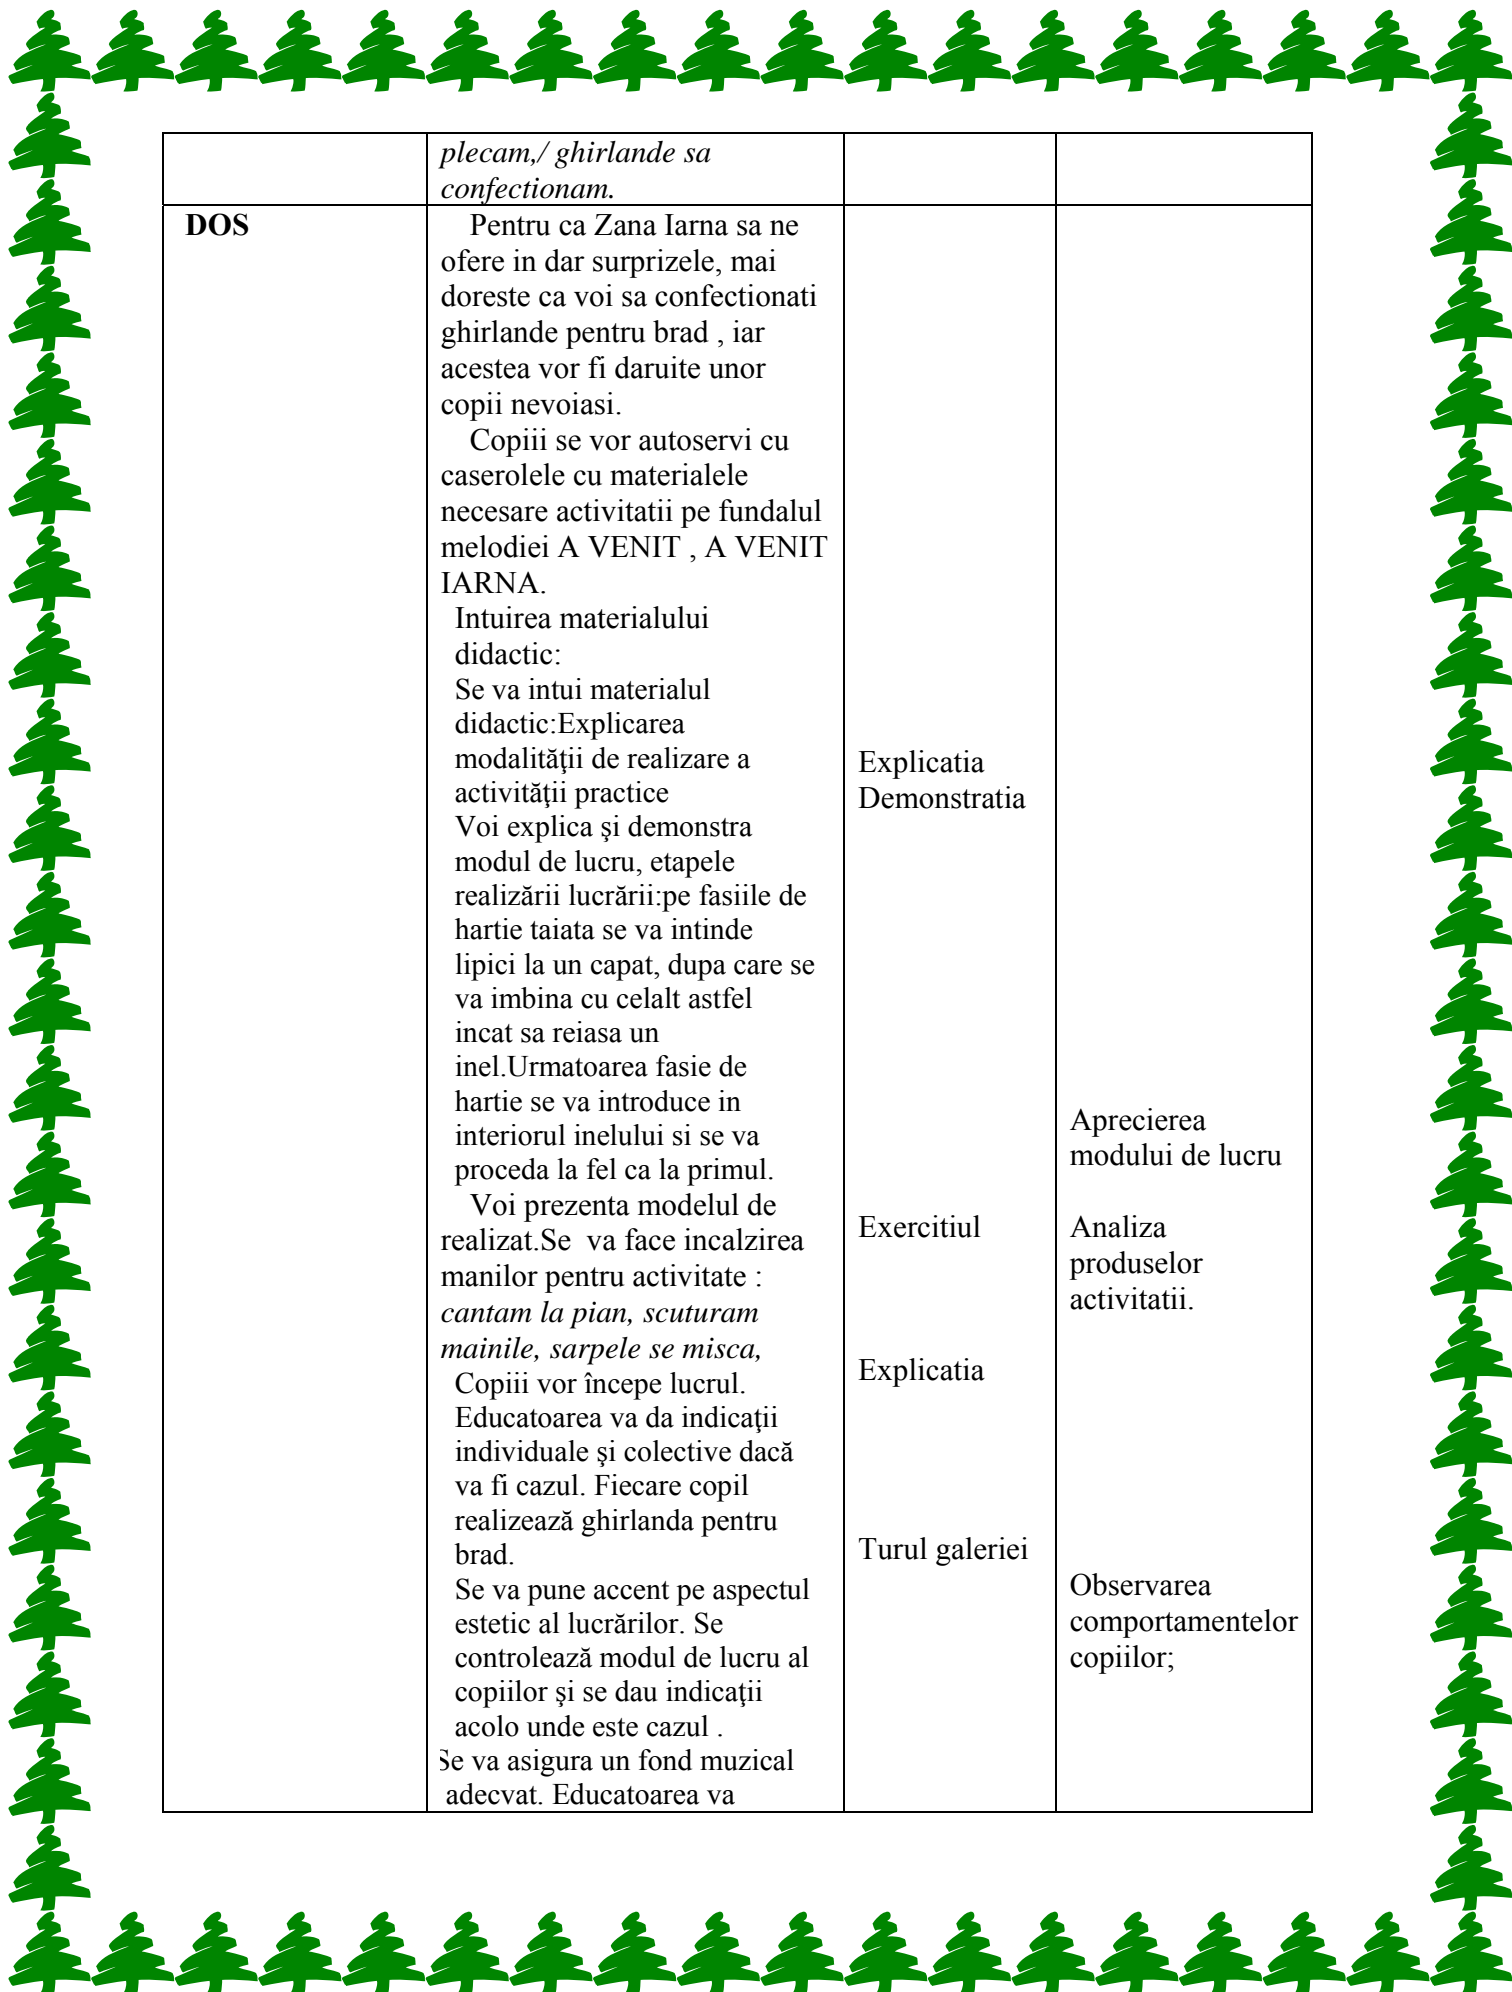 plecam,/ ghirlande sa
confectionam.
DOS
Pentru ca Zana Iarna sa ne
ofere in dar surprizele, mai
doreste ca voi sa confectionati
ghirlande pentru brad , iar
acestea vor fi daruite unor
copii nevoiasi.
Copiii se vor autoservi cu
caserolele cu materialele
necesare activitatii pe fundalul
melodiei A VENIT , A VENIT
IARNA.
Intuirea materialului
didactic:
Se va intui materialul
didactic:Explicarea
modalităţii de realizare a
activităţii practice
Voi explica şi demonstra
modul de lucru, etapele
realizării lucrării:pe fasiile de
hartie taiata se va intinde
lipici la un capat, dupa care se
va imbina cu celalt astfel
incat sa reiasa un
inel.Urmatoarea fasie de
hartie se va introduce in
interiorul inelului si se va
proceda la fel ca la primul.
Voi prezenta modelul de
realizat.Se  va face incalzirea
manilor pentru activitate :
cantam la pian, scuturam
mainile, sarpele se misca,
Copiii vor începe lucrul.
Educatoarea va da indicaţii
individuale şi colective dacă
va fi cazul. Fiecare copil
realizează ghirlanda pentru
brad.
Se va pune accent pe aspectul
estetic al lucrărilor. Se
controlează modul de lucru al
copiilor şi se dau indicaţii
acolo unde este cazul .
Se va asigura un fond muzical
adecvat. Educatoarea va
Explicatia
Demonstratia
Exercitiul
Explicatia
Turul galeriei
Aprecierea
modului de lucru
Analiza
produselor
activitatii.
Observarea
comportamentelor
copiilor;